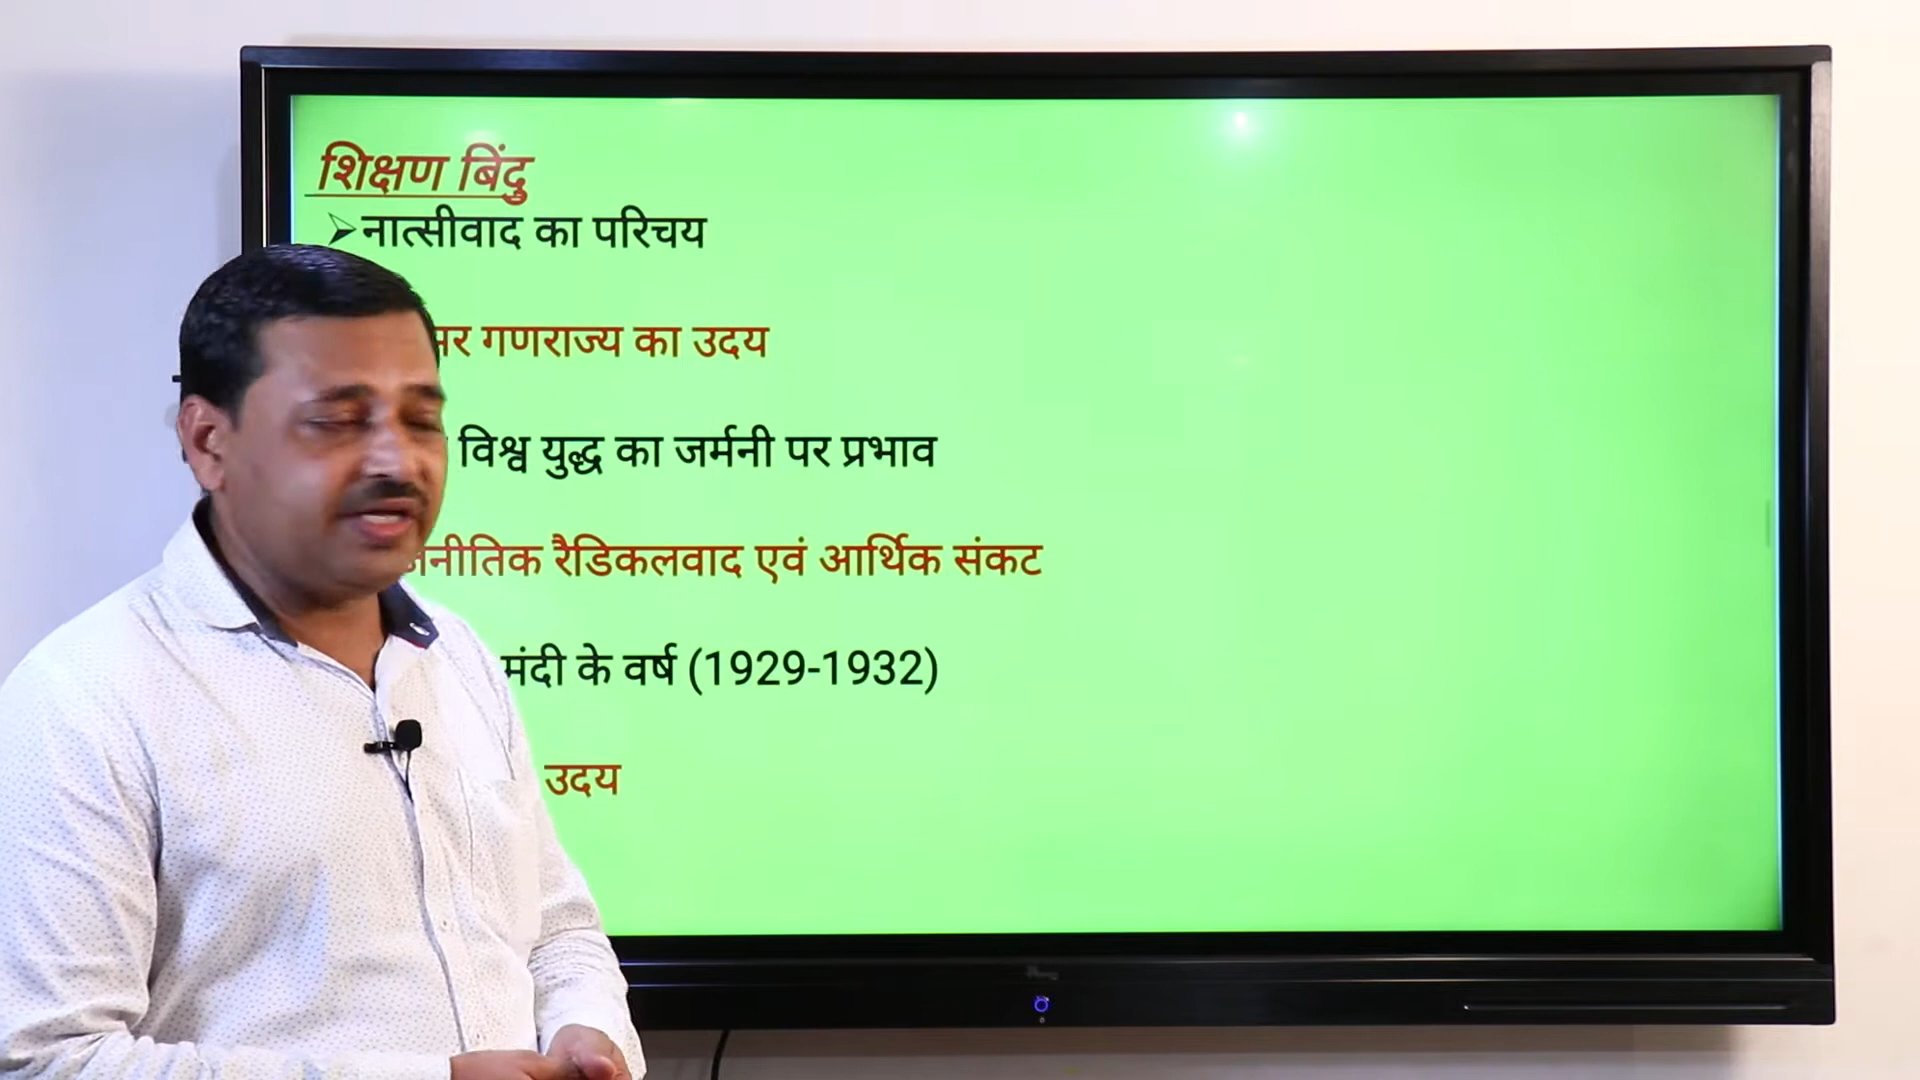 शिक्षण बिंदु
➢नात्सीवाद का परिचय
गणराज्य का उदय
विश्व युद्ध का जर्मनी पर प्रभाव
रैडिकलवाद एवं आर्थिक संकट
मंदी के वर्ष (1929-1932)
उदय